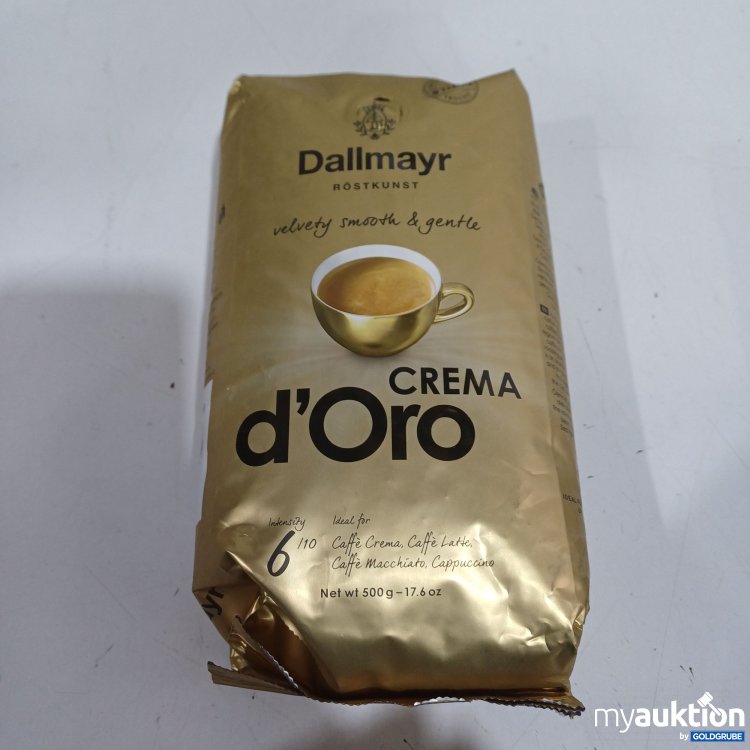 Dallmayr
RÖSTKUNST
velvety smooth & gentle
CREMA
d'Oro
Intensity
6/10
Ideal for
Caffè Crema, Caffè Latte,
Caffè Macchiato, Cappuccino
Net wt 500 g – 17.6 oz
myauktion
by GOLDGRUBE